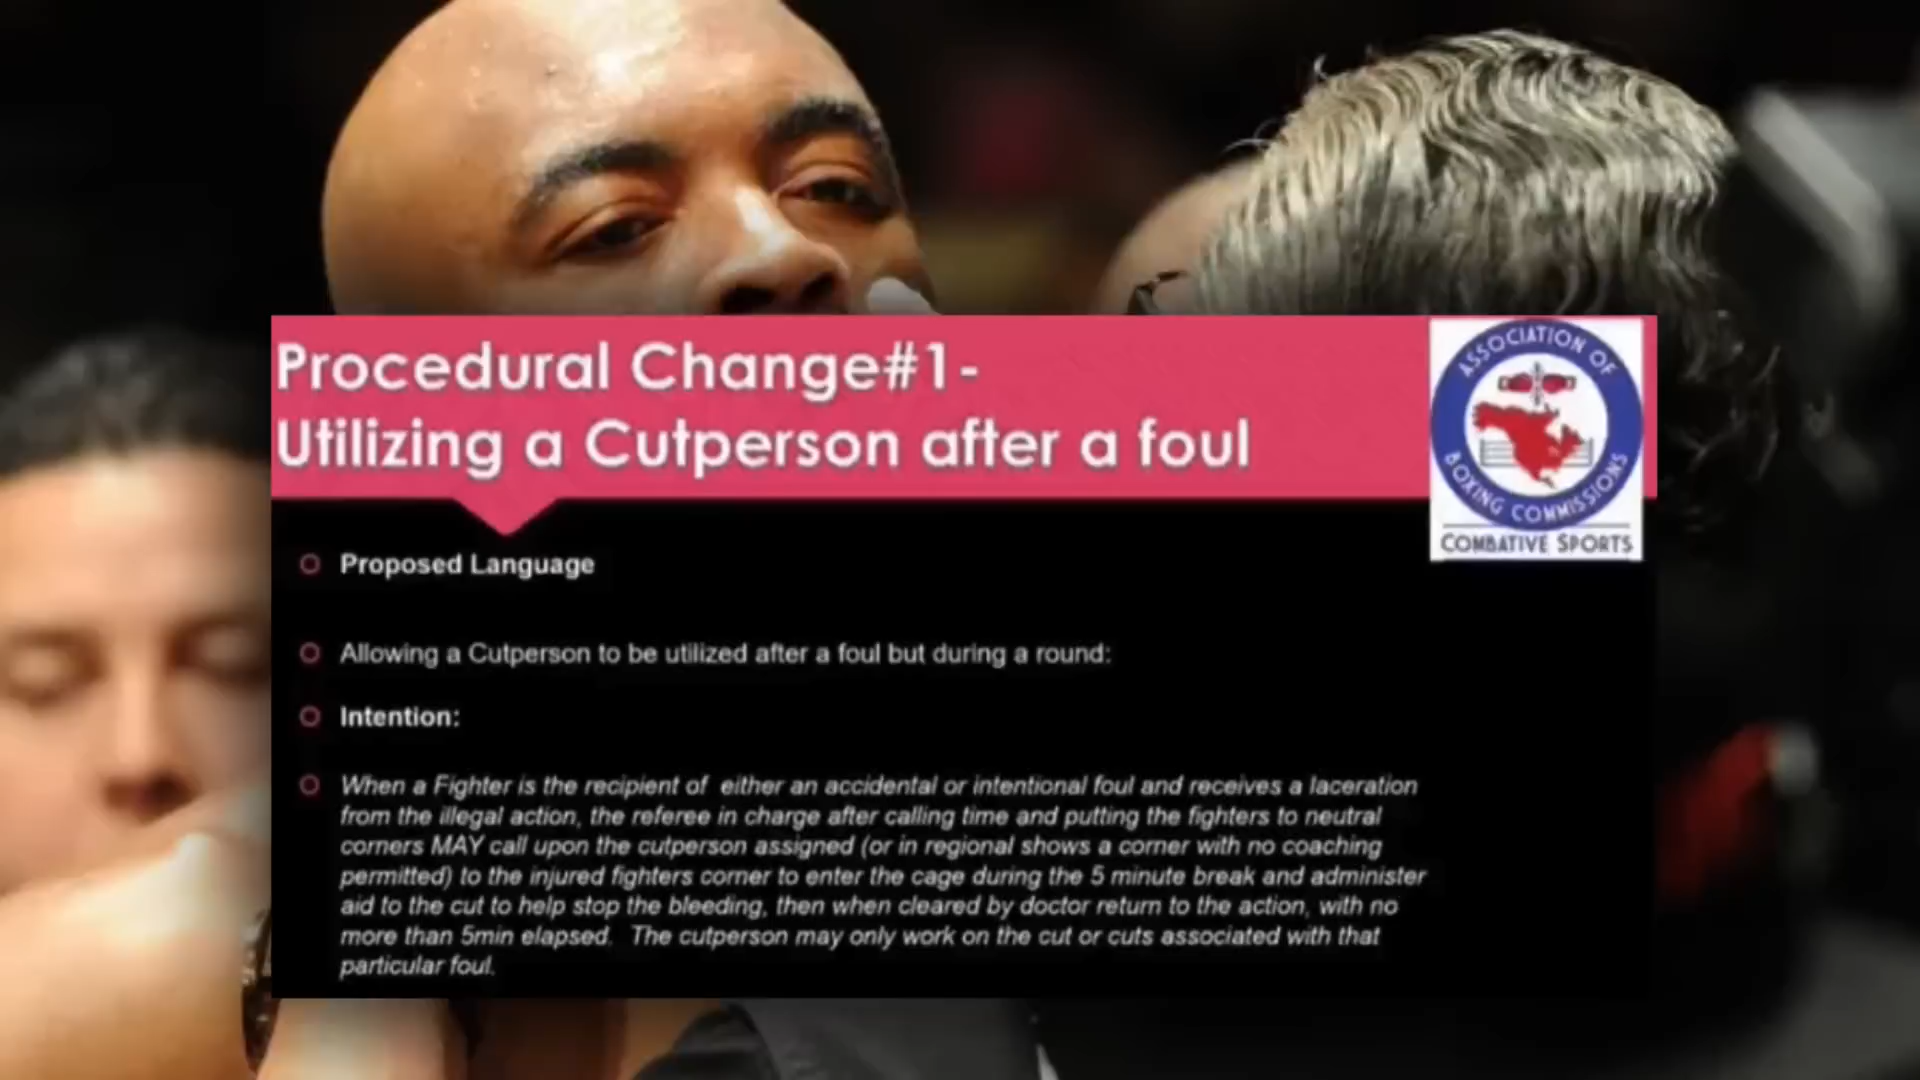 Procedural Change#1-
Utilizing a Cutperson after a foul
ASSOCIATION OF
BOXING COMMISSIONS
COMBATIVE SPORTS
Proposed Language
Allowing a Cutperson to be utilized after a foul but during a round:
Intention:
When a Fighter is the recipient of either an accidental or intentional foul and receives a laceration
from the illegal action, the referee in charge after calling time and putting the fighters to neutral
corners MAY call upon the cutperson assigned (or in regional shows a corner with no coaching
permitted) to the injured fighters corner to enter the cage during the 5 minute break and administer
aid to the cut to help stop the bleeding, then when cleared by doctor return to the action, with no
more than 5min elapsed. The cutperson may only work on the cut or cuts associated with that
particular foul.